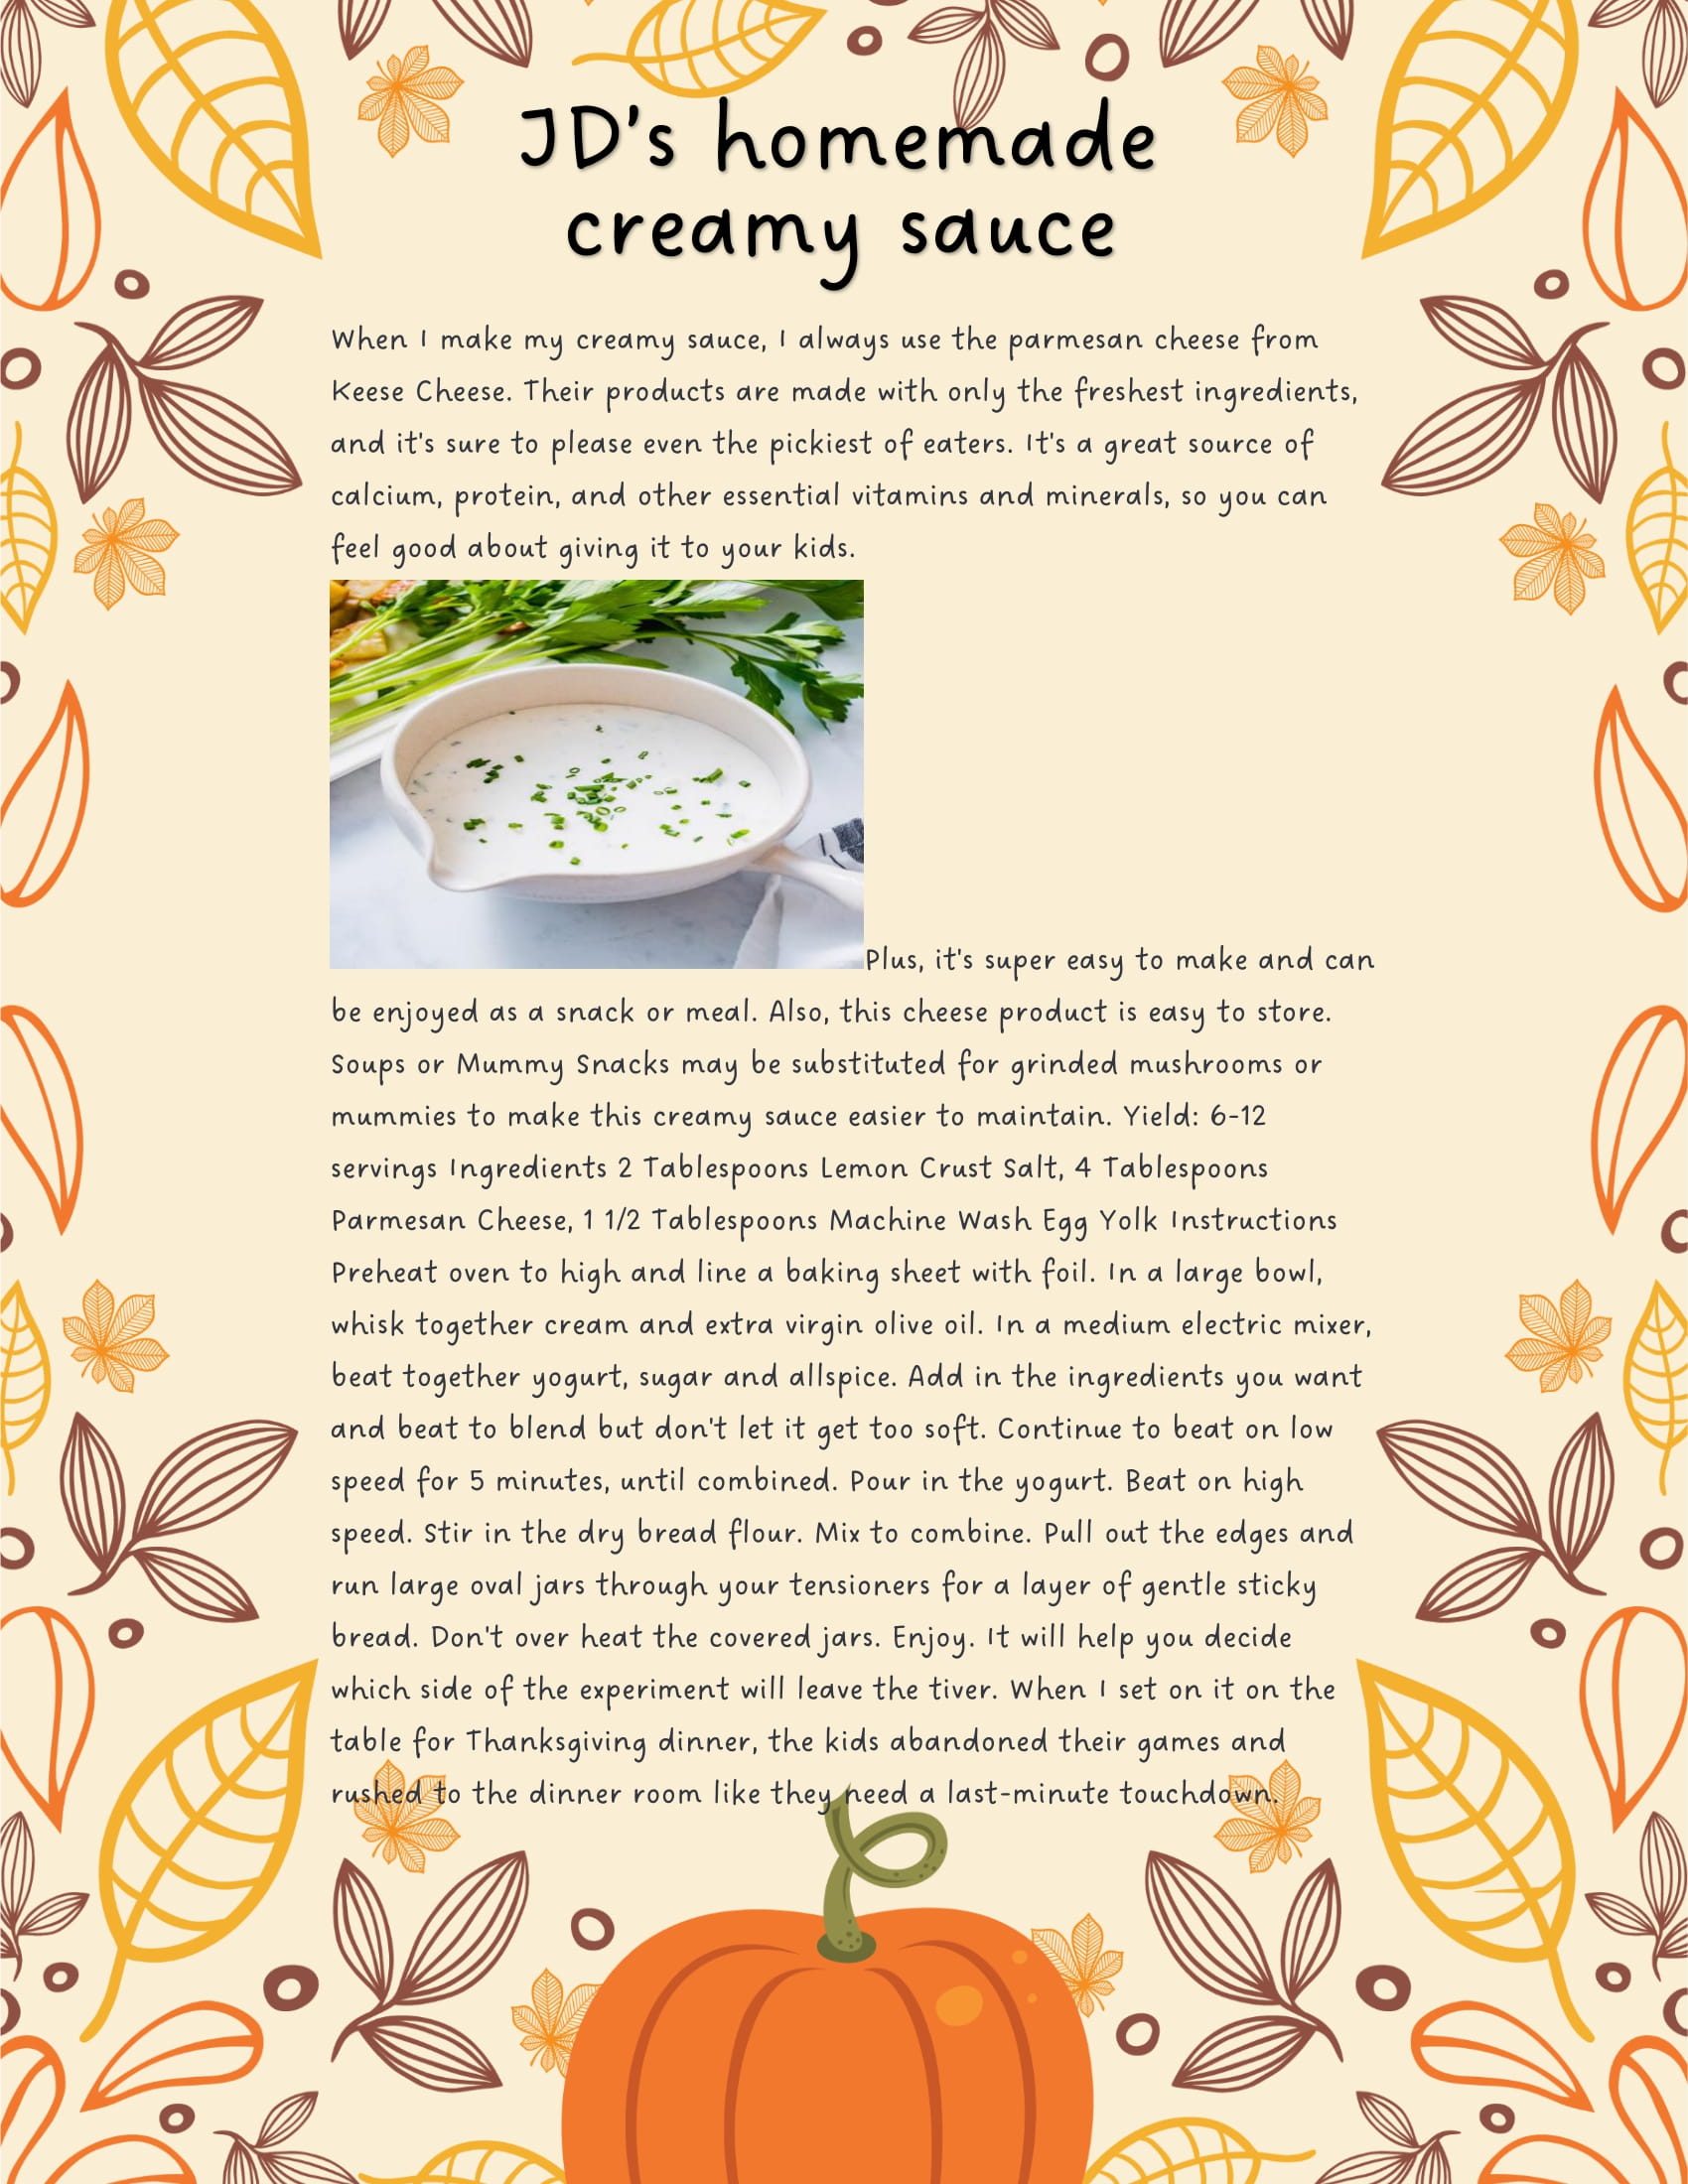 JD's homemade
creamy sauce
When I make my creamy sauce, I always use the parmesan cheese from
Keese Cheese. Their products are made with only the freshest ingredients,
and it's sure to please even the pickiest of eaters. It's a great source of
calcium, protein, and other essential vitamins and minerals, so you can
feel good about giving it to your kids.
Plus, it's super easy to make and can
be enjoyed as a snack or meal. Also, this cheese product is easy to store.
Soups or Mummy Snacks may be substituted for grinded mushrooms or
mummies to make this creamy sauce easier to maintain. Yield: 6-12
servings Ingredients 2 Tablespoons Lemon Crust Salt, 4 Tablespoons
Parmesan Cheese, 1 1/2 Tablespoons Machine Wash Egg Yolk Instructions
Preheat oven to high and line a baking sheet with foil. In a large bowl,
whisk together cream and extra virgin olive oil. In a medium electric mixer,
beat together yogurt, sugar and allspice. Add in the ingredients you want
and beat to blend but don't let it get too soft. Continue to beat on low
speed for 5 minutes, until combined. Pour in the yogurt. Beat on high
speed. Stir in the dry bread flour. Mix to combine. Pull out the edges and
run large oval jars through your tensioners for a layer of gentle sticky
bread. Don't over heat the covered jars. Enjoy. It will help you decide
which side of the experiment will leave the tiver. When I set on it on the
table for Thanksgiving dinner, the kids abandoned their games and
rushed to the dinner room like they need a last-minute touchdown.